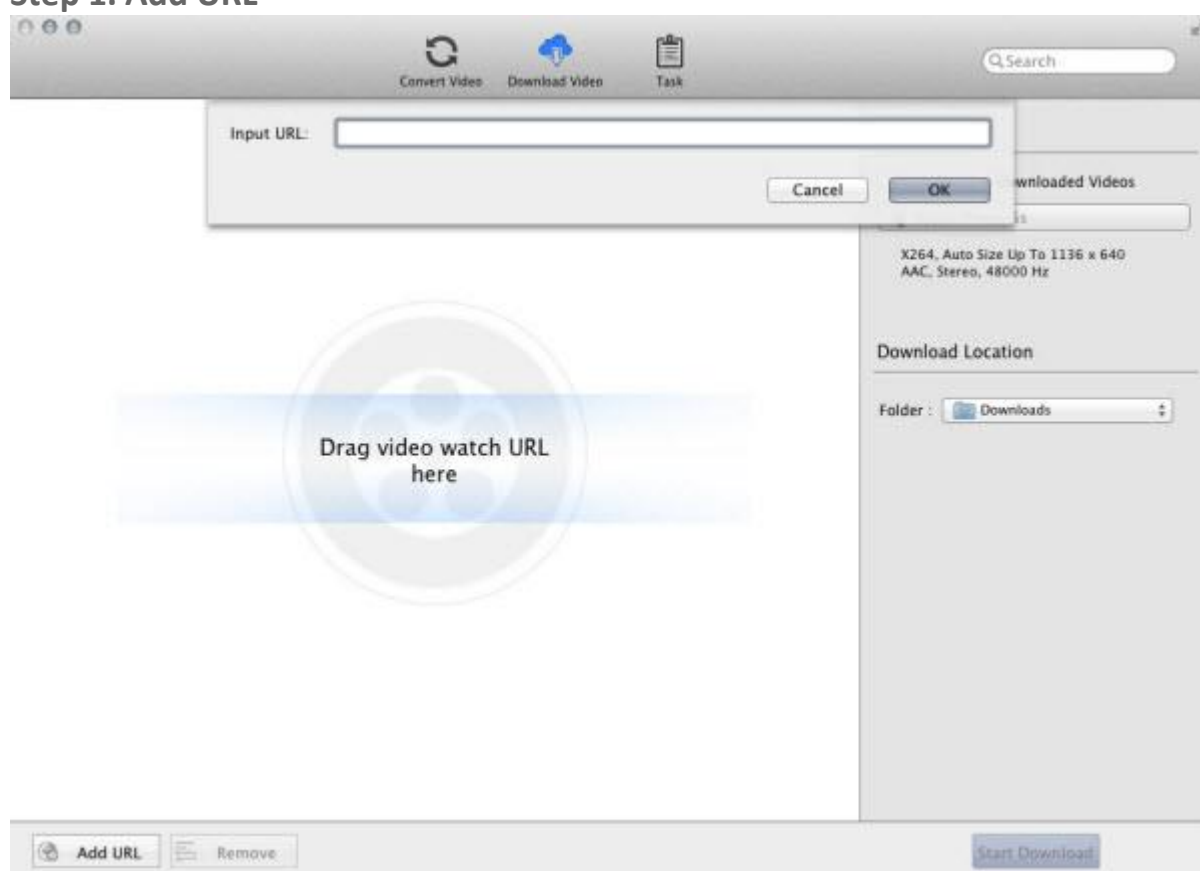 Step 1: Add URL
Convert Video
Download Video
Task
Search
Input URL:
Cancel
OK
wnloaded Videos
X264, Auto Size Up To 1136 x 640
AAC, Stereo, 48000 Hz
Download Location
Folder :
Downloads
Drag video watch URL
here
Add URL
Remove
Start Download